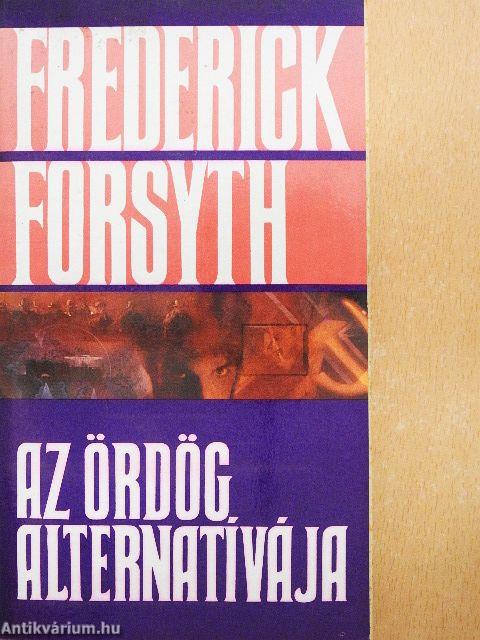 FREDERICK
FORSYTH
AZ ÖRDÖG
ALTERNATÍVÁJA
Antikvárium.hu